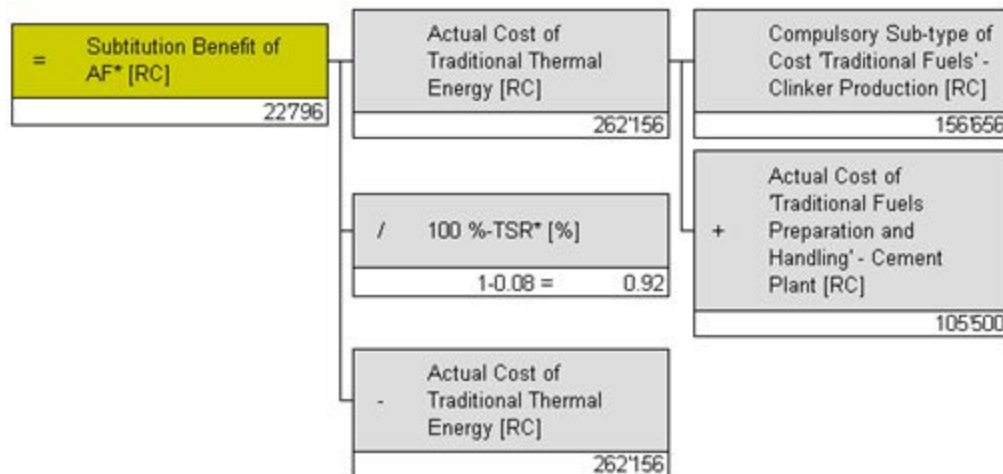 =
Subtitution Benefit of
AF* [RC]
22796
Actual Cost of
Traditional Thermal
Energy [RC]
262'156
Compulsory Sub-type of
Cost 'Traditional Fuels' -
Clinker Production [RC]
156'656
/
100 %-TSR* [%]
1-0.08 = 0.92
+
Actual Cost of
'Traditional Fuels
Preparation and
Handling' - Cement
Plant [RC]
105'500
-
Actual Cost of
Traditional Thermal
Energy [RC]
262'156